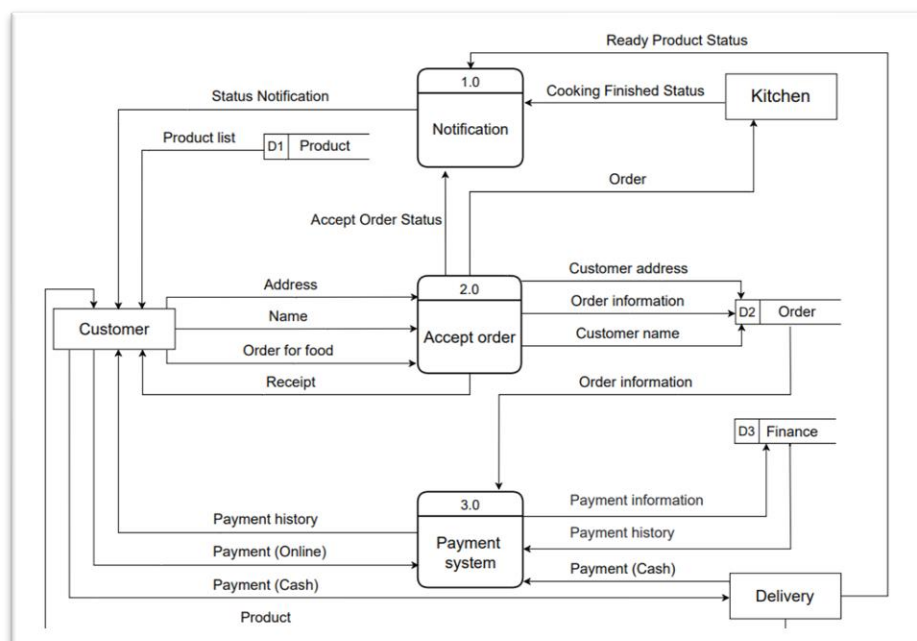 Ready Product Status
1.0
Notification
Status Notification
Cooking Finished Status
Kitchen
Product list
D1 Product
Order
Accept Order Status
Address
2.0
Customer address
Name
Order information
D2 Order
Customer
Accept order
Customer name
Order for food
Receipt
Order information
D3 Finance
3.0
Payment information
Payment history
Payment
system
Payment history
Payment (Online)
Payment (Cash)
Payment (Cash)
Delivery
Product